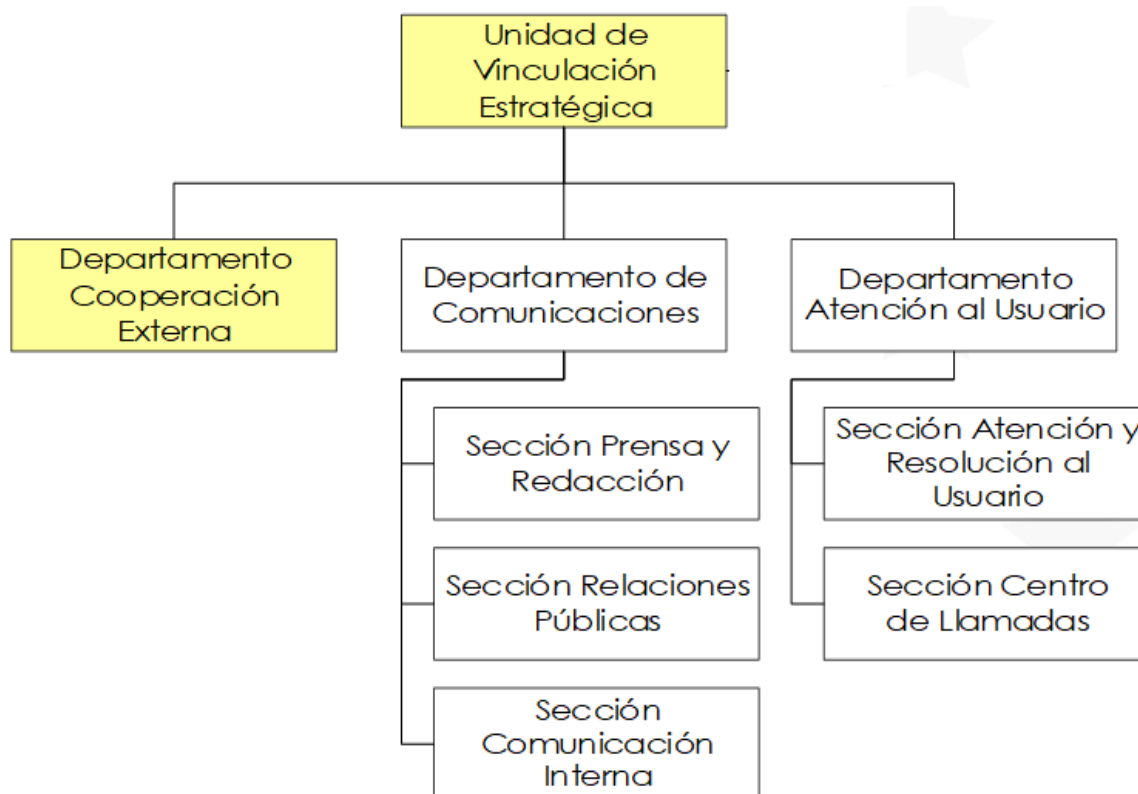 Unidad de
Vinculación
Estratégica
Departamento
Cooperación
Externa
Departamento de
Comunicaciones
Departamento
Atención al Usuario
Sección Prensa y
Redacción
Sección Relaciones
Públicas
Sección
Comunicación
Interna
Sección Atención y
Resolución al
Usuario
Sección Centro
de Llamadas